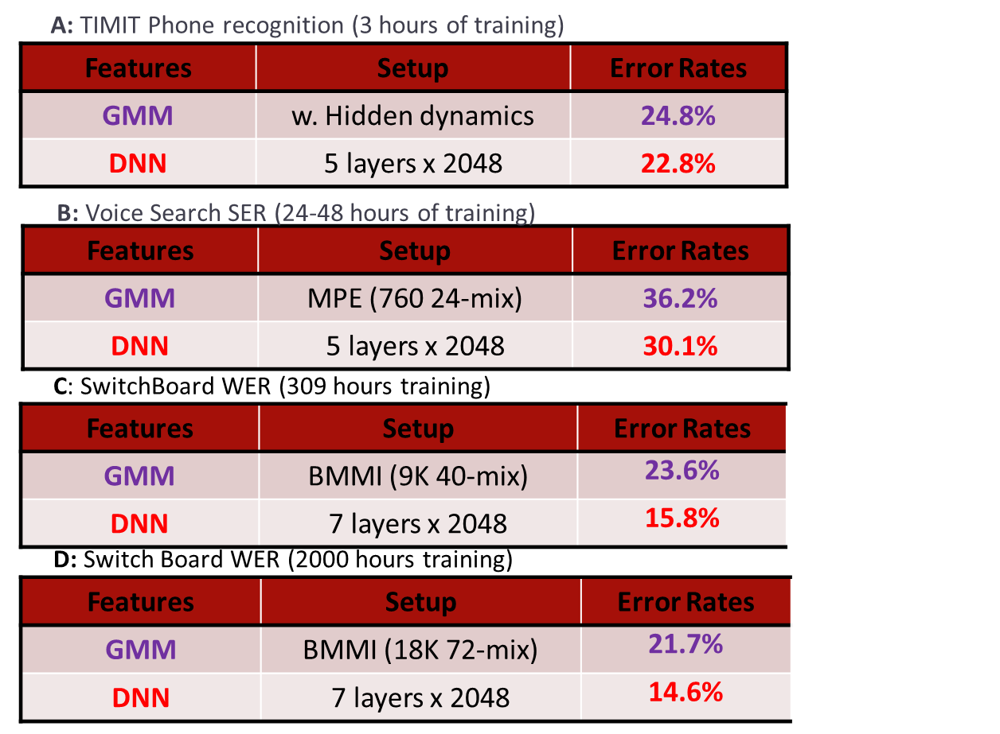 A: TIMIT Phone recognition (3 hours of training)
Features Setup Error Rates
GMM w. Hidden dynamics 24.8%
DNN 5 layers x 2048 22.8%
B: Voice Search SER (24-48 hours of training)
Features Setup Error Rates
GMM MPE (760 24-mix) 36.2%
DNN 5 layers x 2048 30.1%
C: SwitchBoard WER (309 hours training)
Features Setup Error Rates
GMM BMMI (9K 40-mix) 23.6%
DNN 7 layers x 2048 15.8%
D: Switch Board WER (2000 hours training)
Features Setup Error Rates
GMM BMMI (18K 72-mix) 21.7%
DNN 7 layers x 2048 14.6%